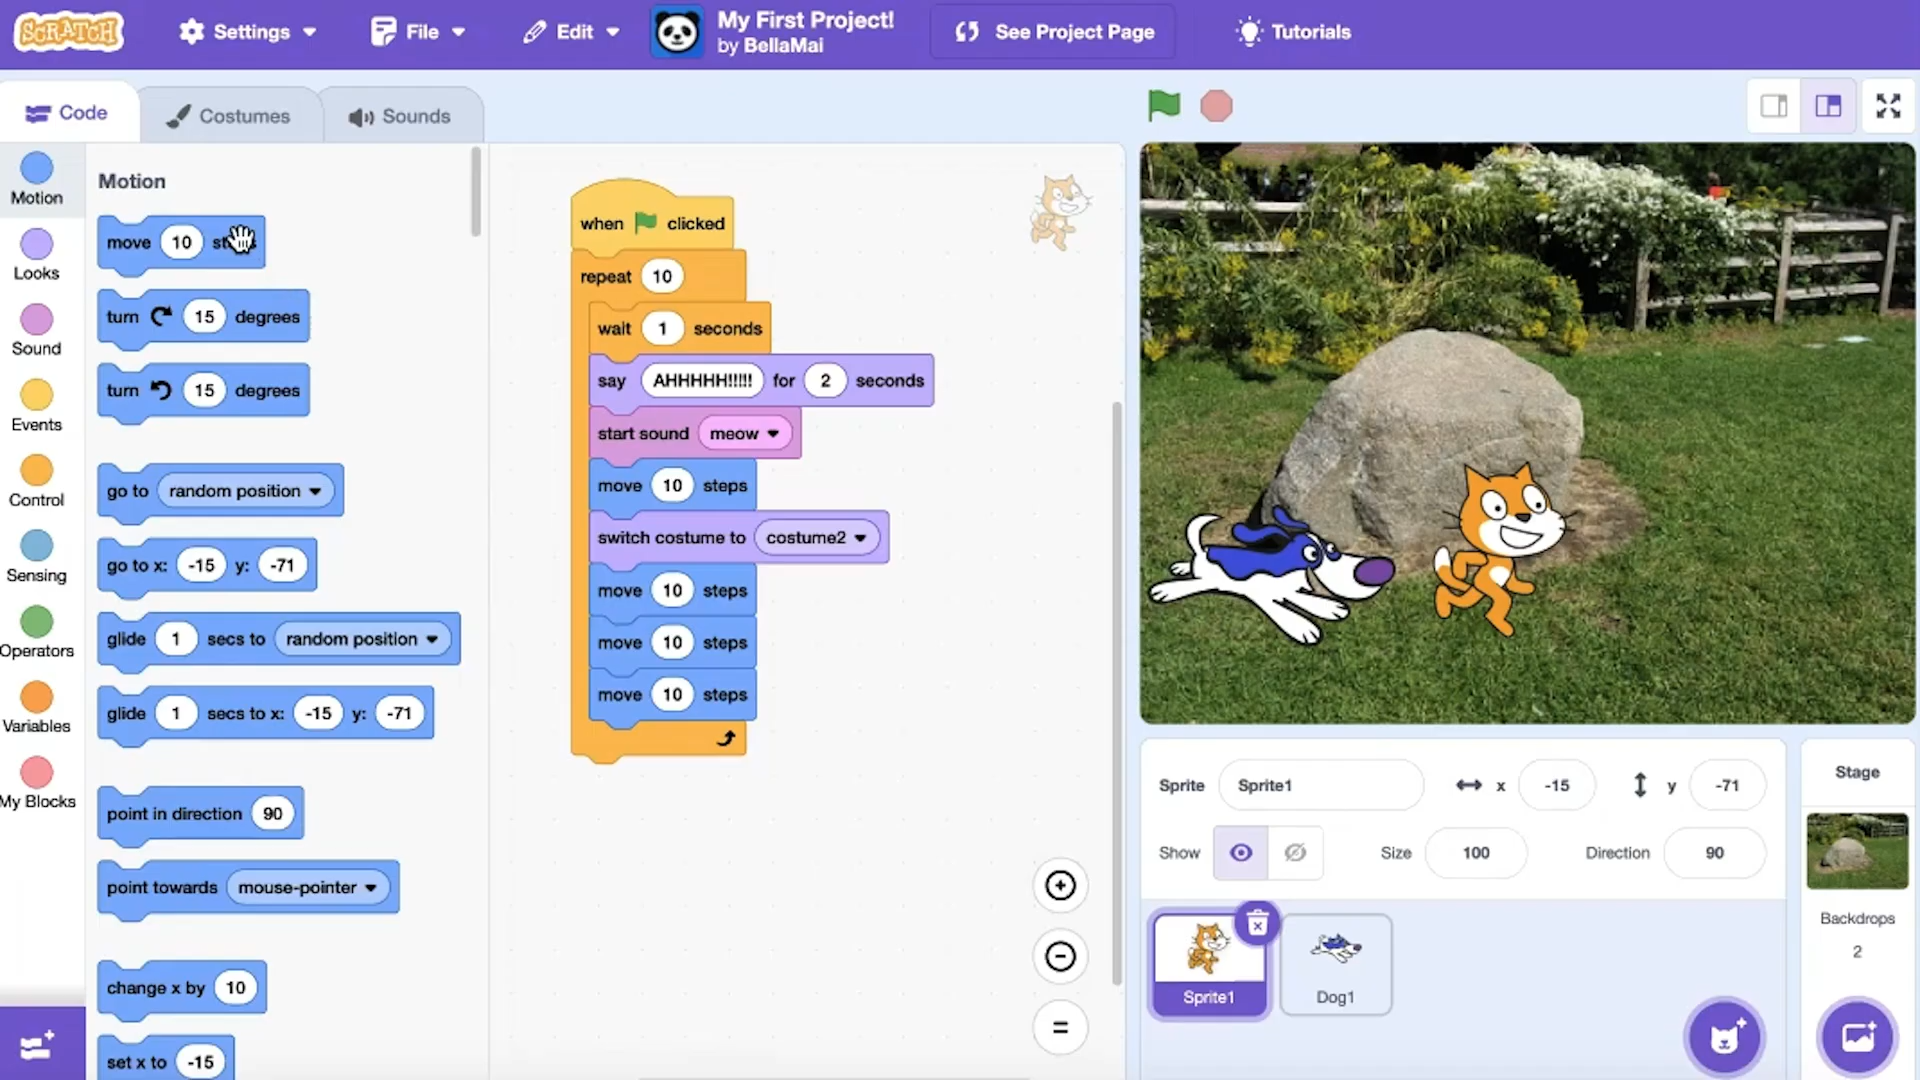 SCRATCH
Settings
File
Edit
My First Project!
by BellaMai
See Project Page
Tutorials
Code
Costumes
Sounds
Motion
Looks
Sound
Events
Control
Sensing
Operators
Variables
My Blocks
Motion
move 10
turn 15 degrees
turn 15 degrees
go to random position
go to x: -15 y: -71
glide 1 secs to random position
glide 1 secs to x: -15 y: -71
point in direction 90
point towards mouse-pointer
change x by 10
set x to -15
when clicked
repeat 10
wait 1 seconds
say AHHHHH!!!!! for 2 seconds
start sound meow
move 10 steps
switch costume to costume2
move 10 steps
move 10 steps
move 10 steps
Sprite Sprite1 x -15 y -71
Show Size 100 Direction 90
Sprite1
Dog1
Stage
Backdrops
2